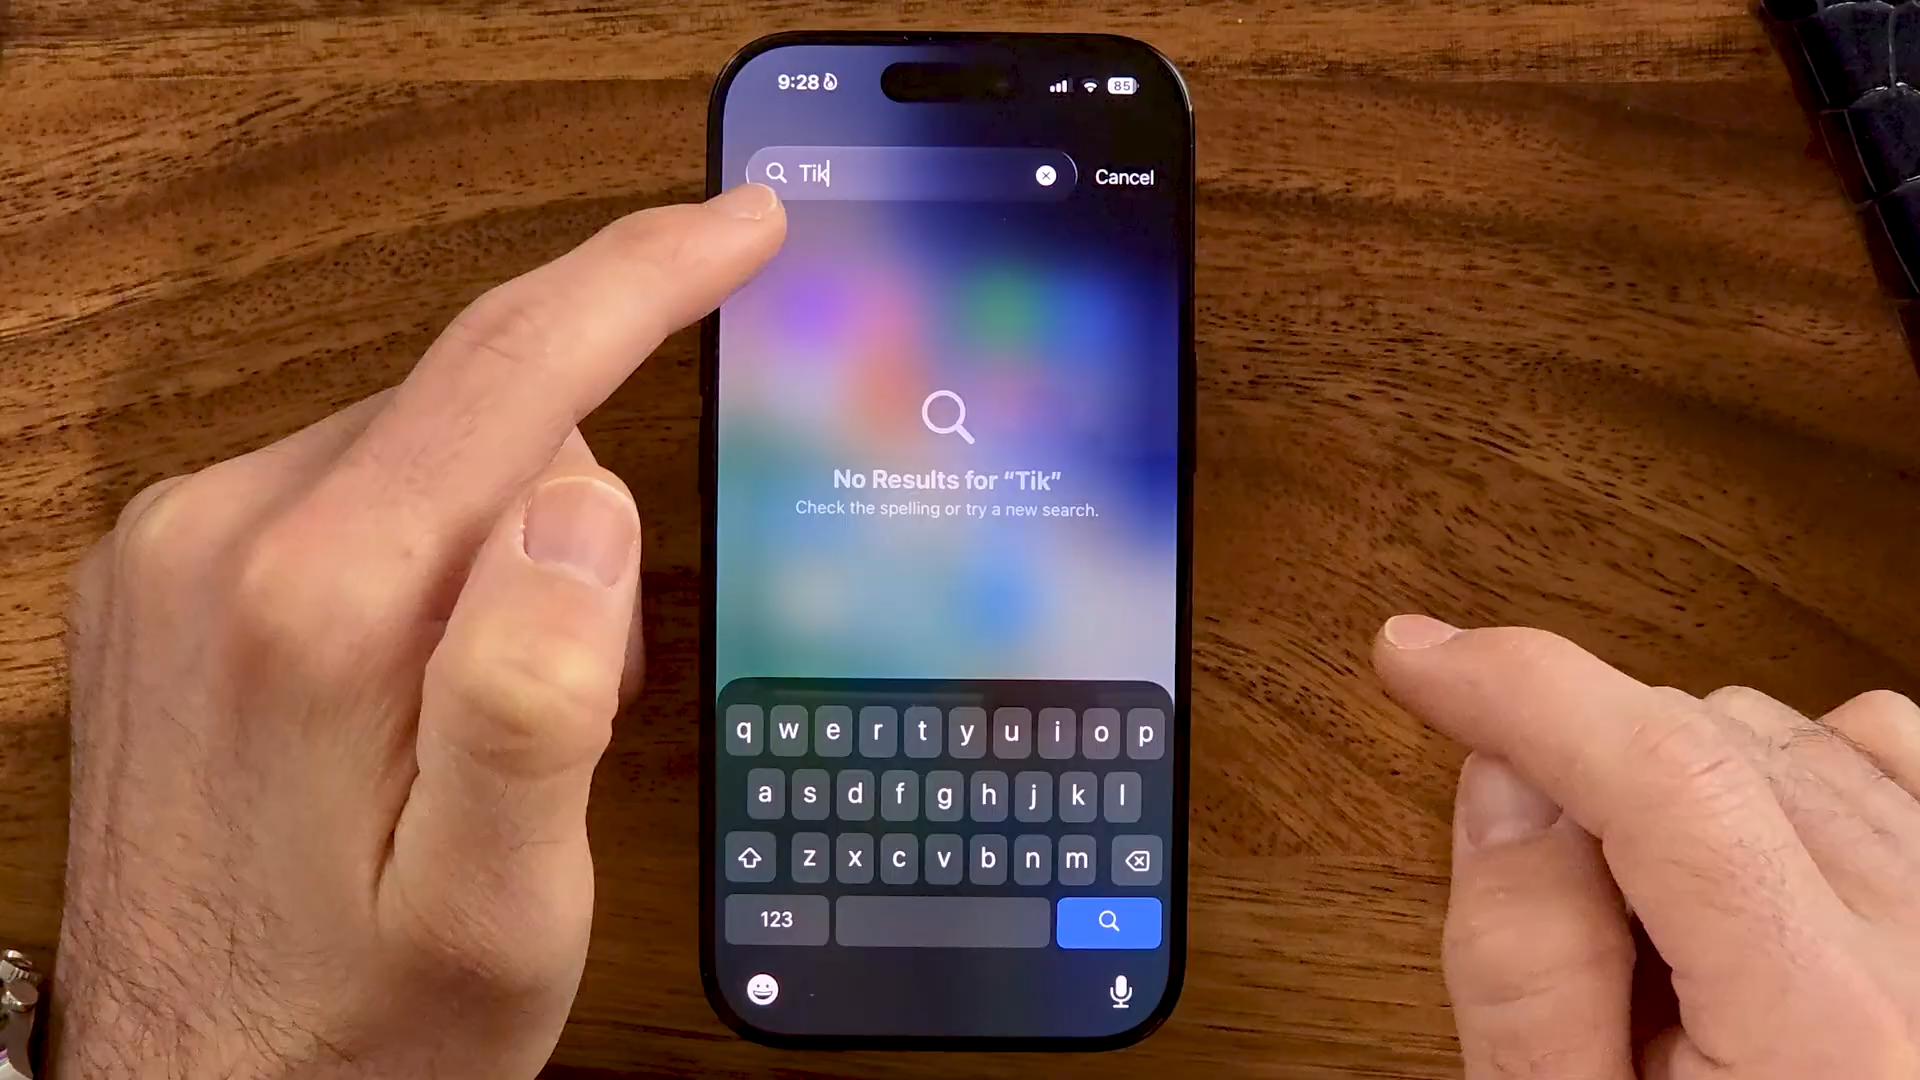 9:28
85
Tik
Cancel
No Results for “Tik”
Check the spelling or try a new search.
q w e r t y u i o p
a s d f g h j k l
z x c v b n m
123